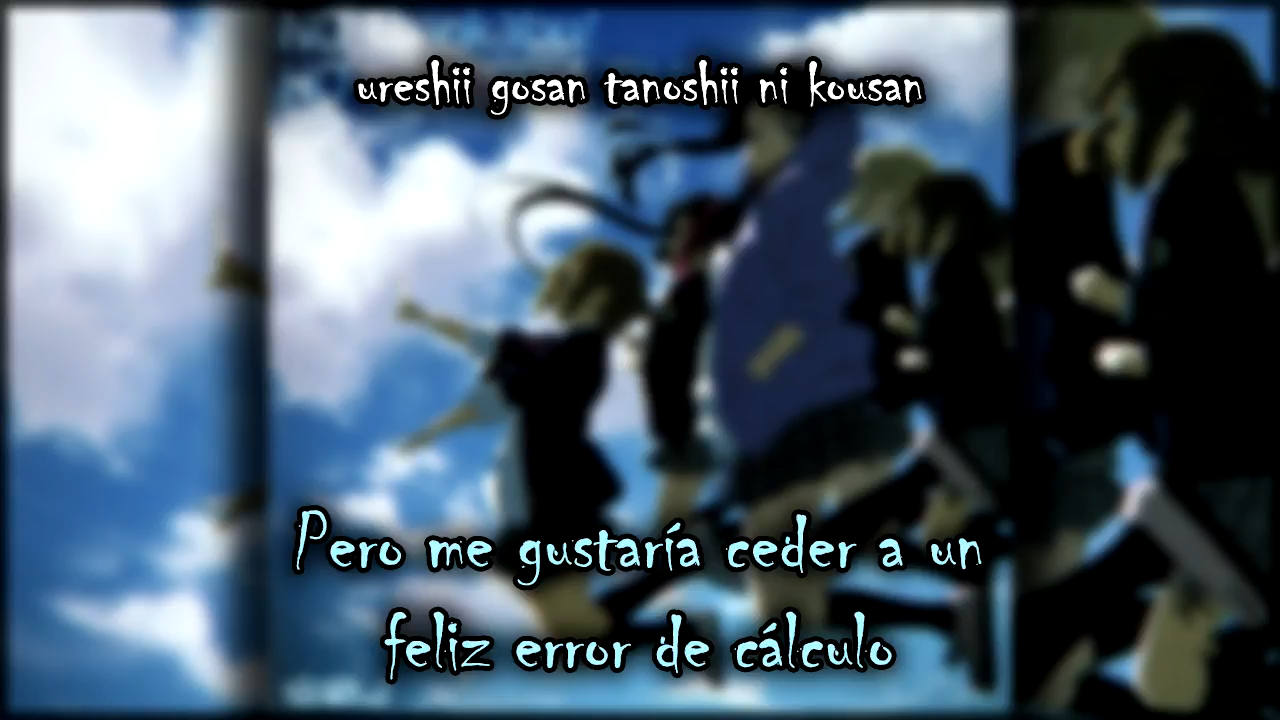 ureshii gosan tanoshii ni kousan
Pero me gustaría ceder a un
feliz error de cálculo